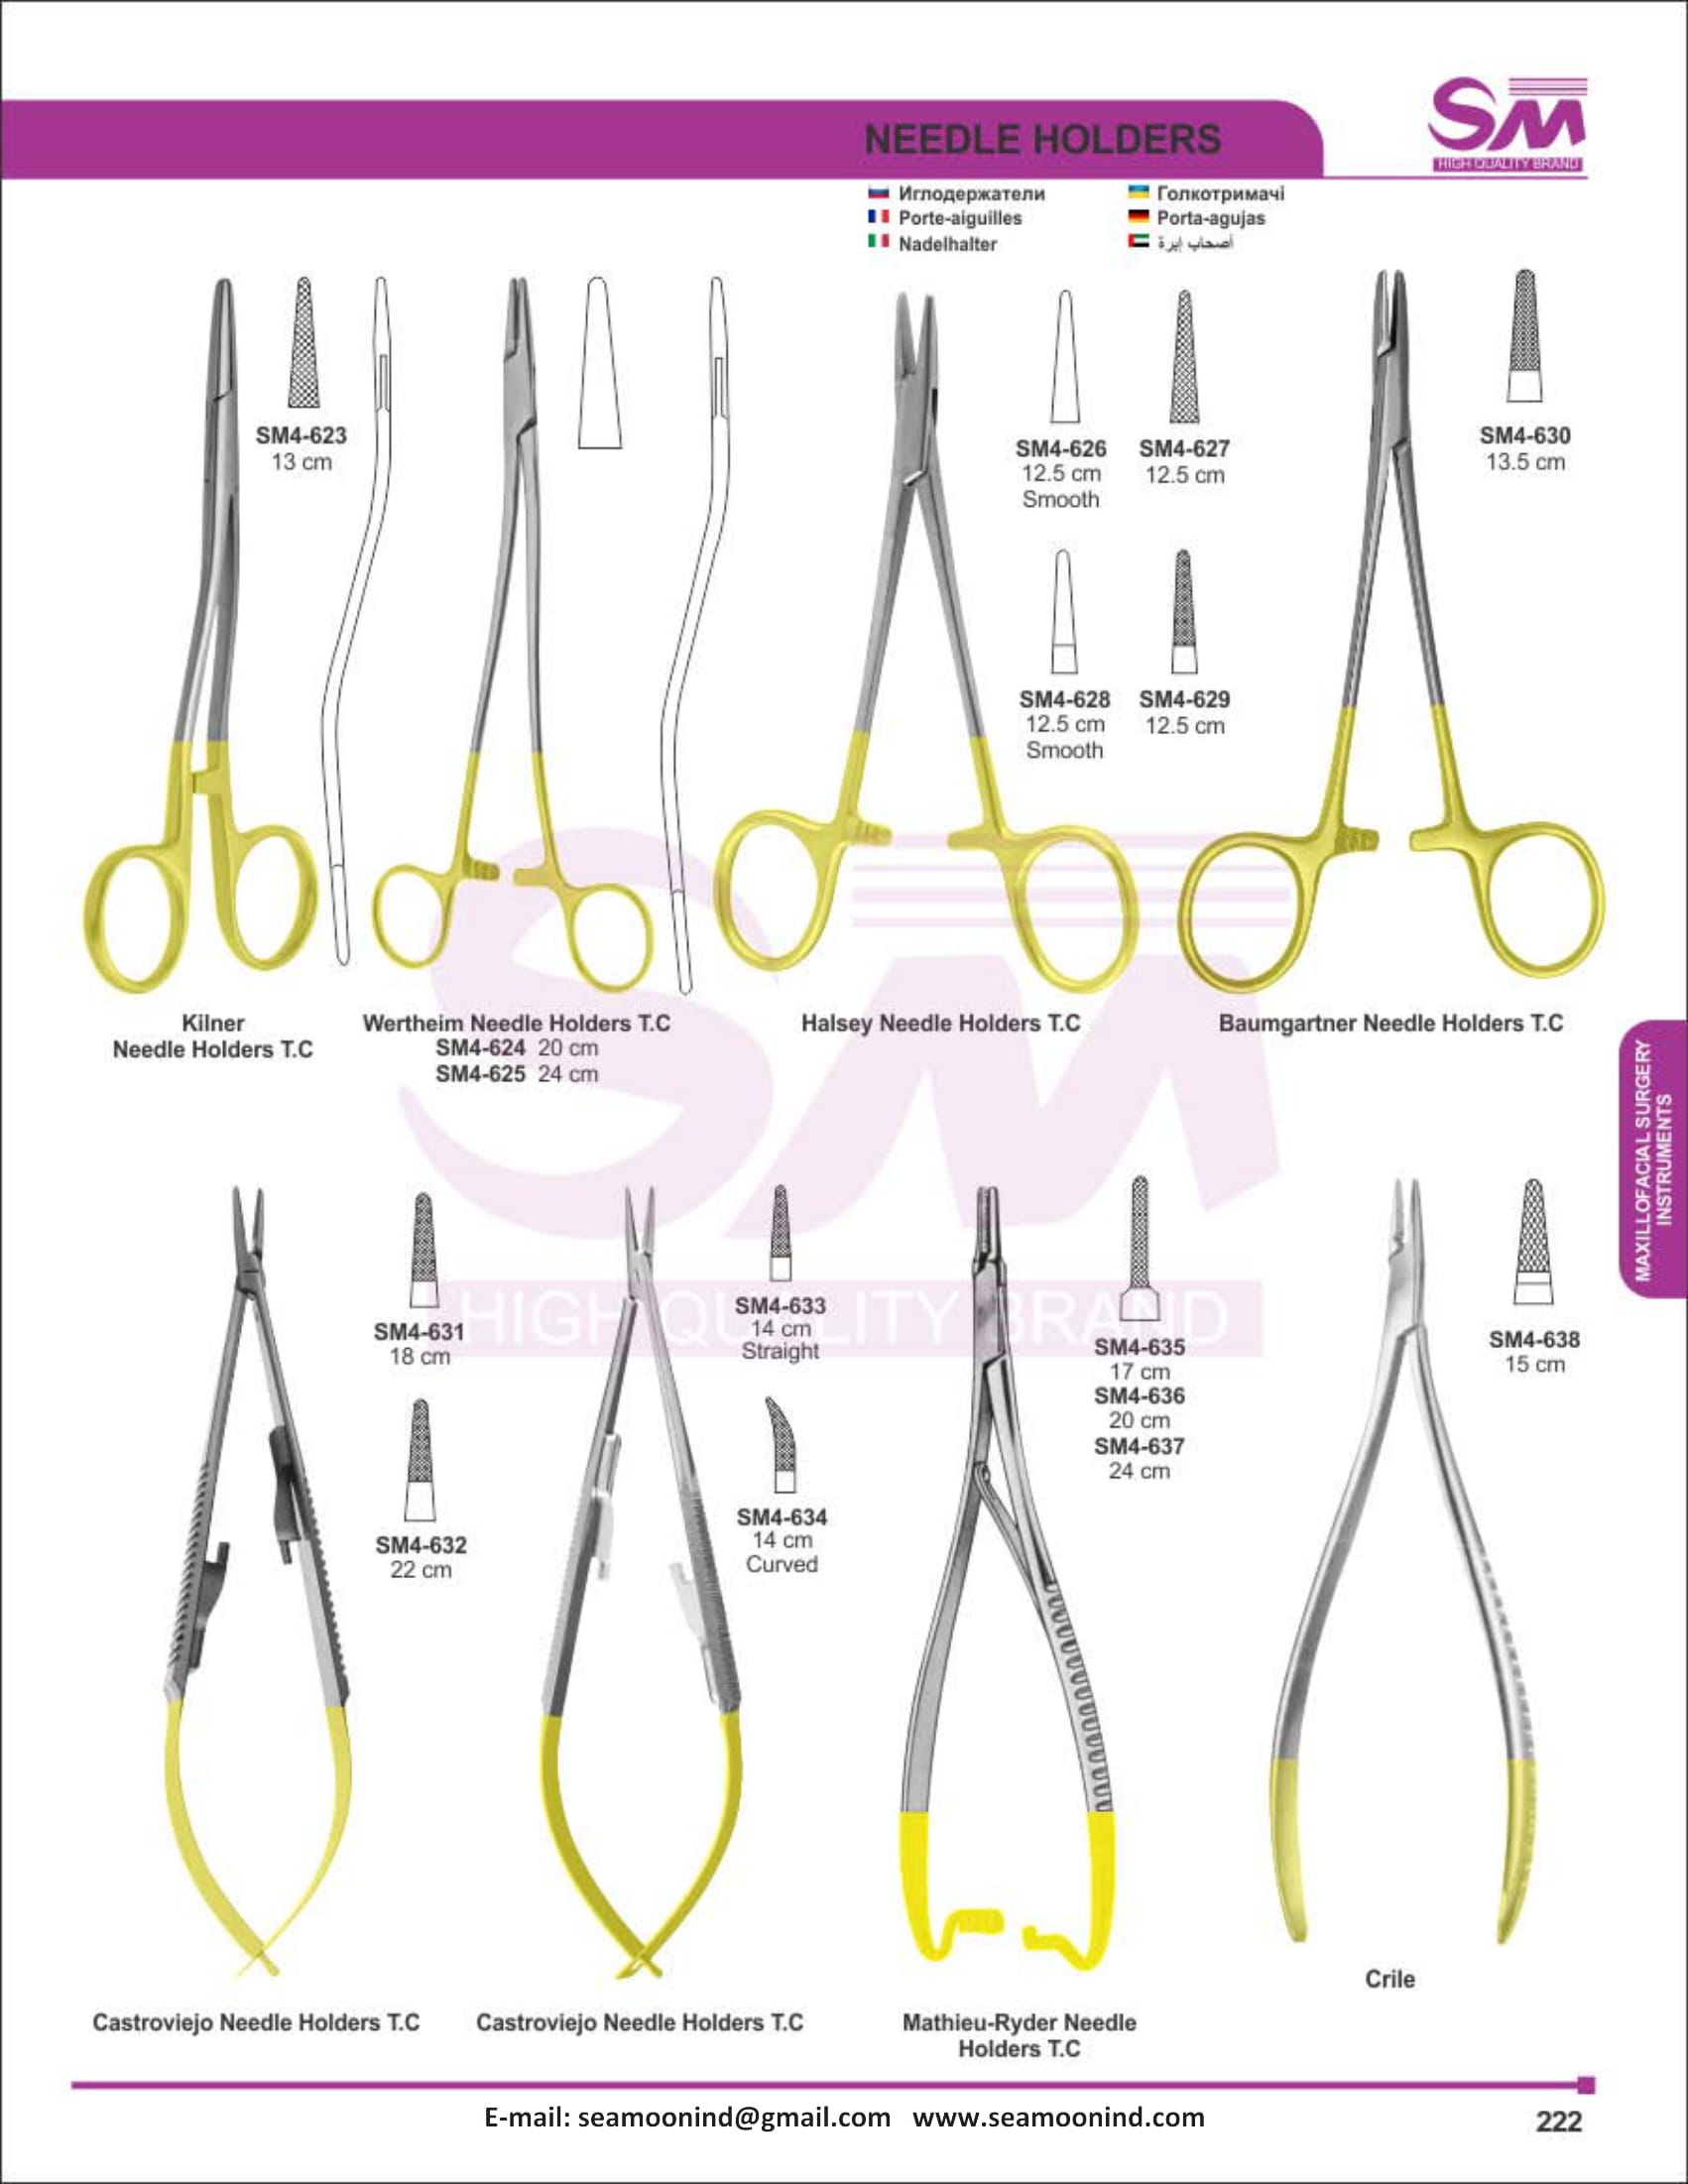 SM
HIGH QUALITY BRAND
NEEDLE HOLDERS
Иглодержатели
Porte-aiguilles
Nadelhalter
Голкотримачі
Porta-agujas
أصحاب إبرة
SM4-623
13 cm
SM4-626
12.5 cm
Smooth
SM4-627
12.5 cm
SM4-628
12.5 cm
Smooth
SM4-629
12.5 cm
SM4-630
13.5 cm
Kilner
Needle Holders T.C
Wertheim Needle Holders T.C
SM4-624 20 cm
SM4-625 24 cm
Halsey Needle Holders T.C
Baumgartner Needle Holders T.C
MAXILLOFACIAL SURGERY
INSTRUMENTS
SM
HIGH QUALITY BRAND
SM4-631
18 cm
SM4-632
22 cm
SM4-633
14 cm
Straight
SM4-634
14 cm
Curved
SM4-635
17 cm
SM4-636
20 cm
SM4-637
24 cm
SM4-638
15 cm
Castroviejo Needle Holders T.C
Castroviejo Needle Holders T.C
Mathieu-Ryder Needle
Holders T.C
Crile
E-mail: seamoonind@gmail.com www.seamoonind.com
222